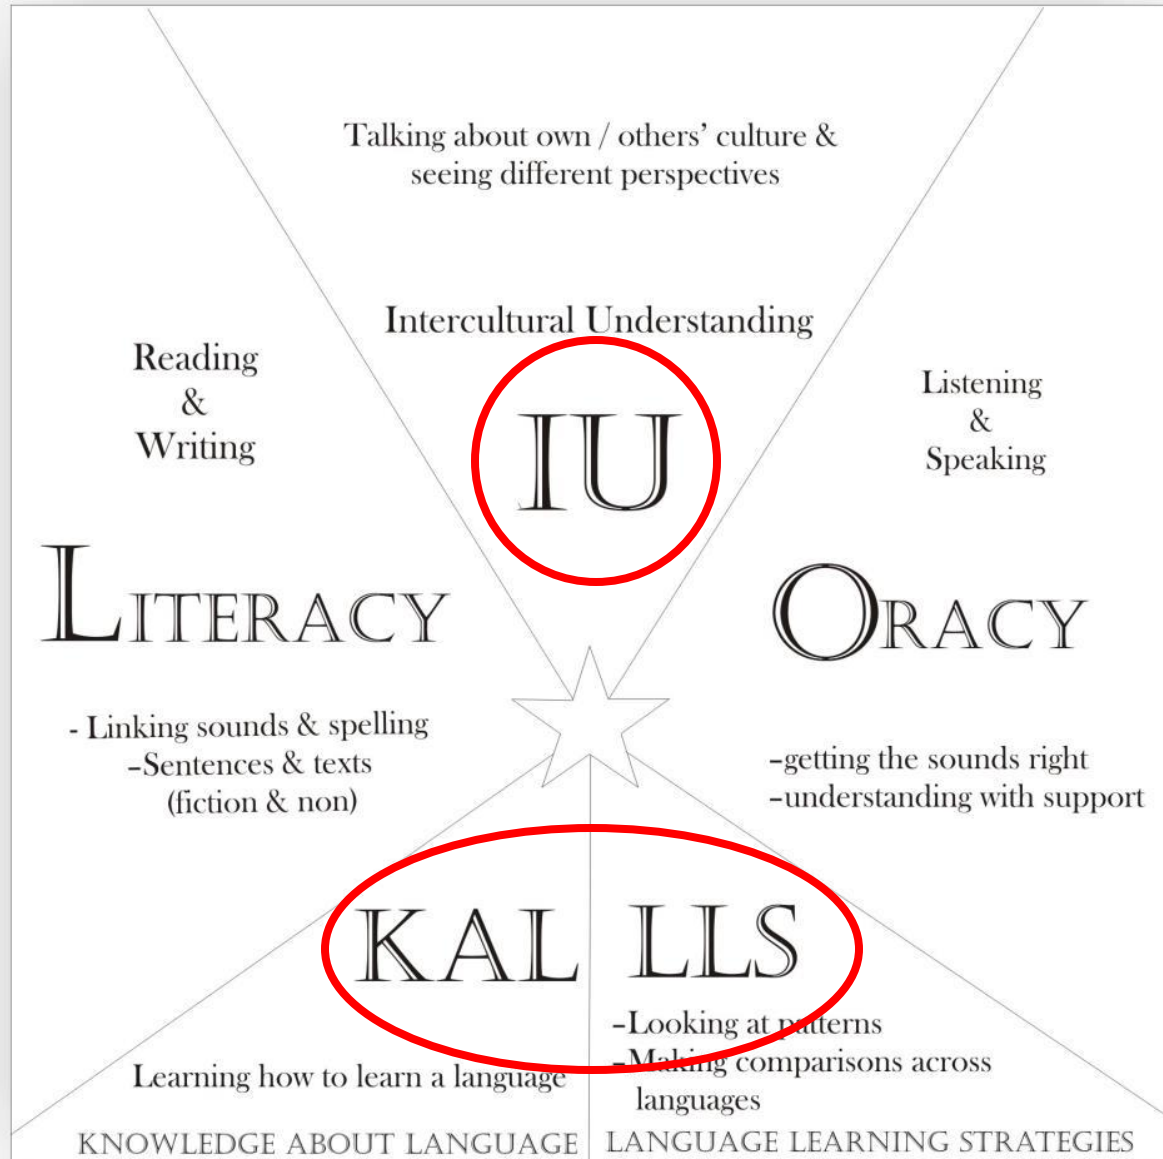 Talking about own / others' culture &
seeing different perspectives
Intercultural Understanding
IU
Reading
&
Writing
LITERACY
- Linking sounds & spelling
-Sentences & texts
(fiction & non)
Listening
&
Speaking
ORACY
-getting the sounds right
-understanding with support
KAL
Learning how to learn a language
KNOWLEDGE ABOUT LANGUAGE
LLS
-Looking at patterns
-Making comparisons across
languages
LANGUAGE LEARNING STRATEGIES